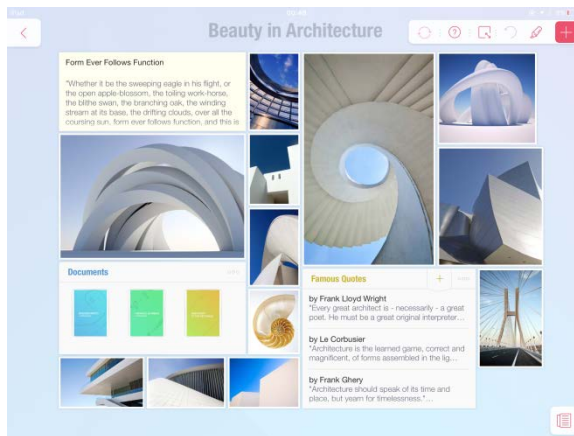 Beauty in Architecture
Form Ever Follows Function
"Whether it be the sweeping eagle in his flight, or
the open apple-blossom, the toiling work-horse,
the blithe swan, the branching oak, the winding
stream at its base, the drifting clouds, over all the
coursing sun, form ever follows function, and this is
Documents
Famous Quotes
by Frank Lloyd Wright
"Every great architect is - necessarily - a great
poet. He must be a great original interpreter...
by Le Corbusier
"Architecture is the learned game, correct and
magnificent, of forms assembled in the lig...
by Frank Ghery
"Architecture should speak of its time and
place, but yearn for timelessness."...